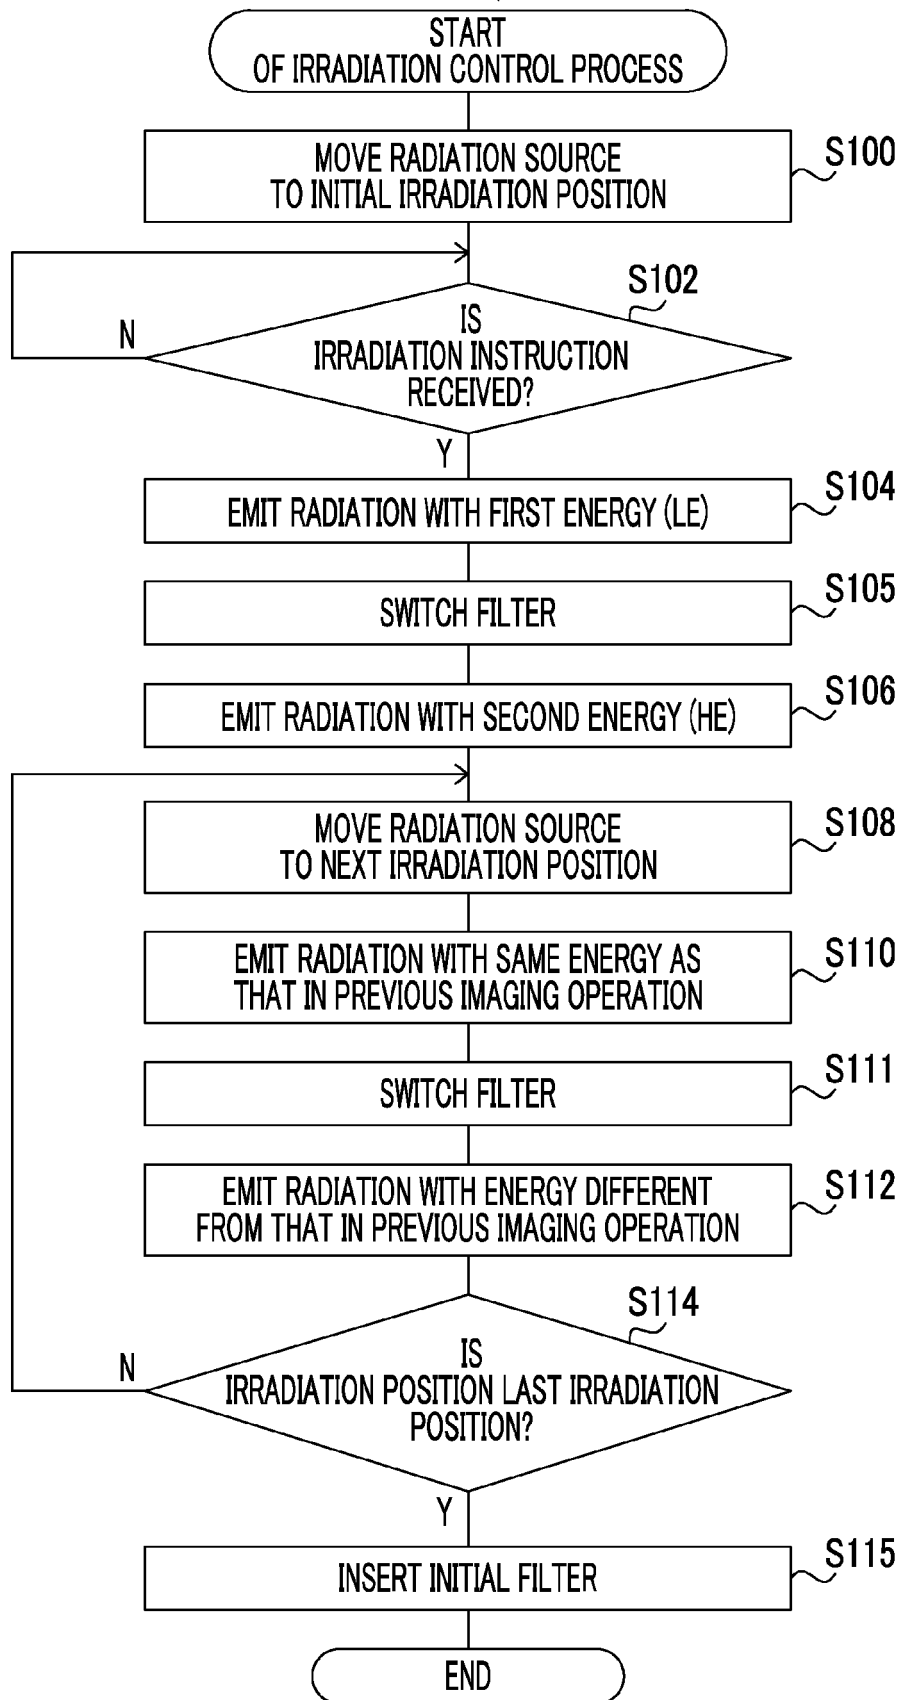 START
OF IRRADIATION CONTROL PROCESS
S100
MOVE RADIATION SOURCE
TO INITIAL IRRADIATION POSITION
S102
IS
IRRADIATION INSTRUCTION
RECEIVED?
N
Y
S104
EMIT RADIATION WITH FIRST ENERGY (LE)
S105
SWITCH FILTER
S106
EMIT RADIATION WITH SECOND ENERGY (HE)
S108
MOVE RADIATION SOURCE
TO NEXT IRRADIATION POSITION
S110
EMIT RADIATION WITH SAME ENERGY AS
THAT IN PREVIOUS IMAGING OPERATION
S111
SWITCH FILTER
S112
EMIT RADIATION WITH ENERGY DIFFERENT
FROM THAT IN PREVIOUS IMAGING OPERATION
S114
IS
IRRADIATION POSITION LAST IRRADIATION
POSITION?
N
Y
S115
INSERT INITIAL FILTER
END